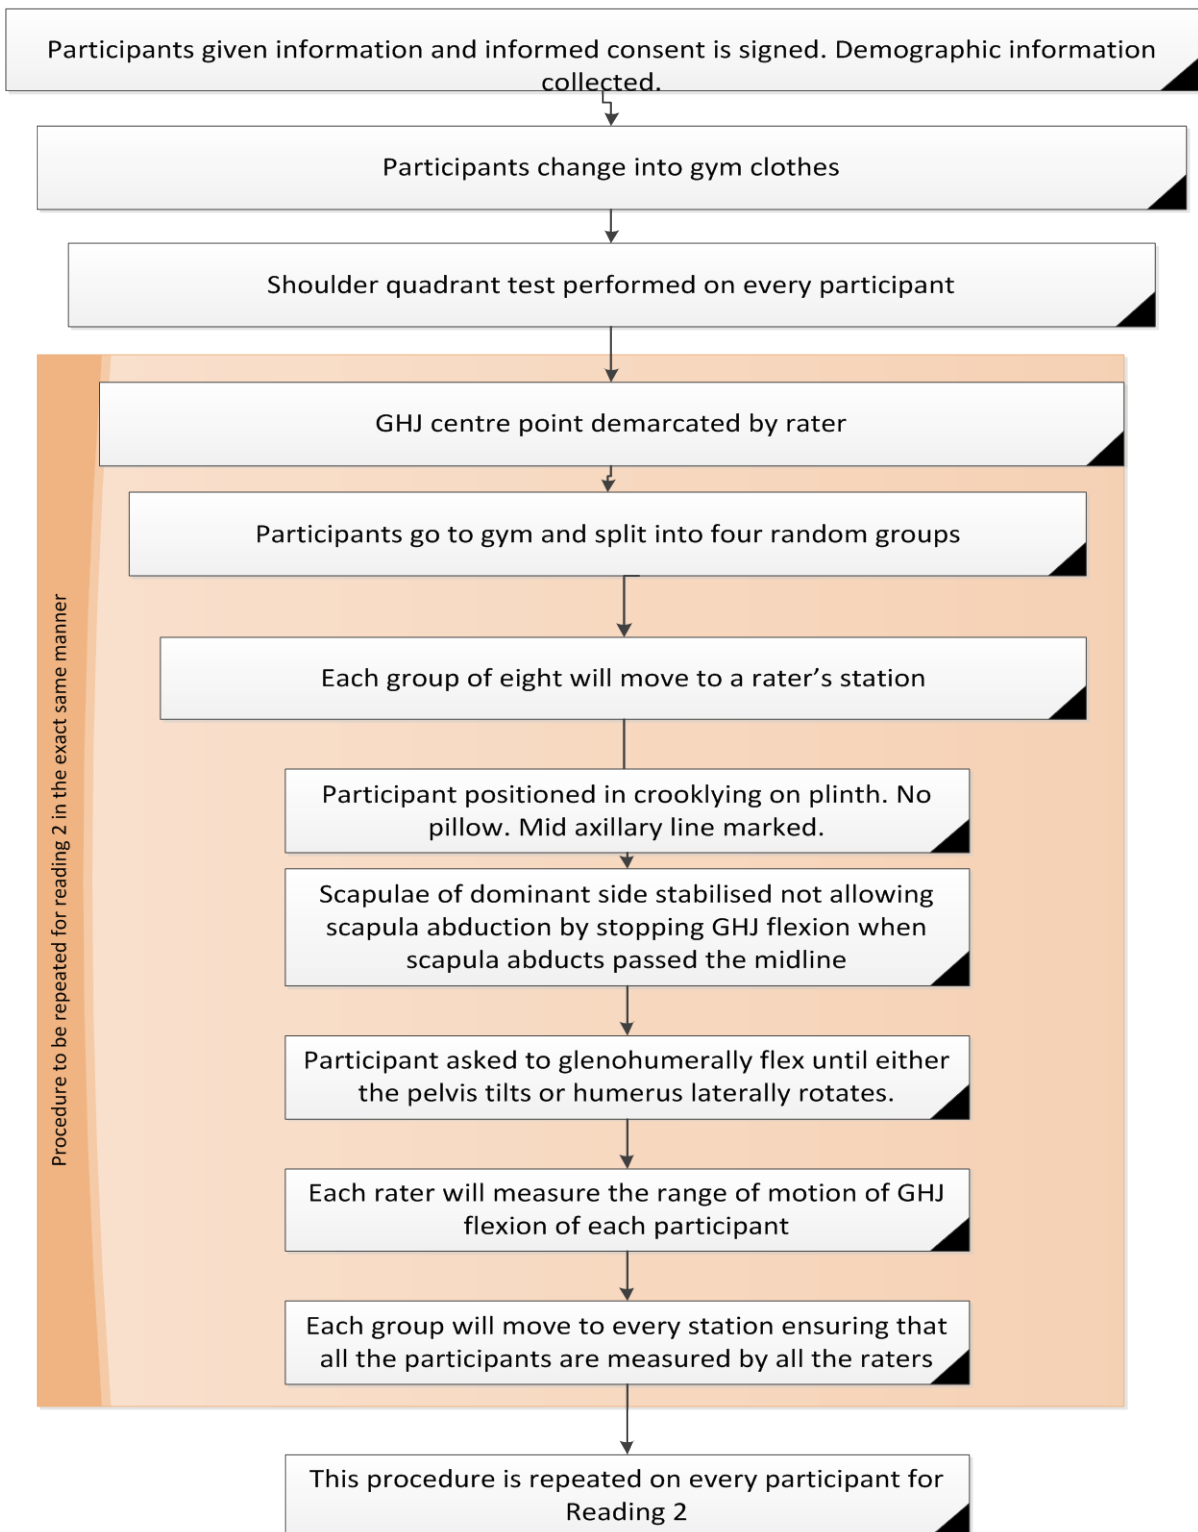 Participants given information and informed consent is signed. Demographic information
collected.
Participants change into gym clothes
Shoulder quadrant test performed on every participant
GHJ centre point demarcated by rater
Participants go to gym and split into four random groups
Each group of eight will move to a rater’s station
Participant positioned in crooklying on plinth. No
pillow. Mid axillary line marked.
Scapulae of dominant side stabilised not allowing
scapula abduction by stopping GHJ flexion when
scapula abducts passed the midline
Participant asked to glenohumerally flex until either
the pelvis tilts or humerus laterally rotates.
Each rater will measure the range of motion of GHJ
flexion of each participant
Each group will move to every station ensuring that
all the participants are measured by all the raters
Procedure to be repeated for reading 2 in the exact same manner
This procedure is repeated on every participant for
Reading 2